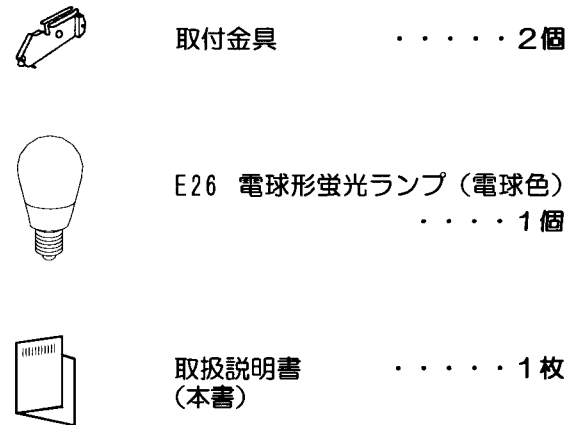 取付金具 ・・・・・2個
E26 電球形蛍光ランプ（電球色）
・・・・1個
取扱説明書 ・・・・・1枚
（本書）